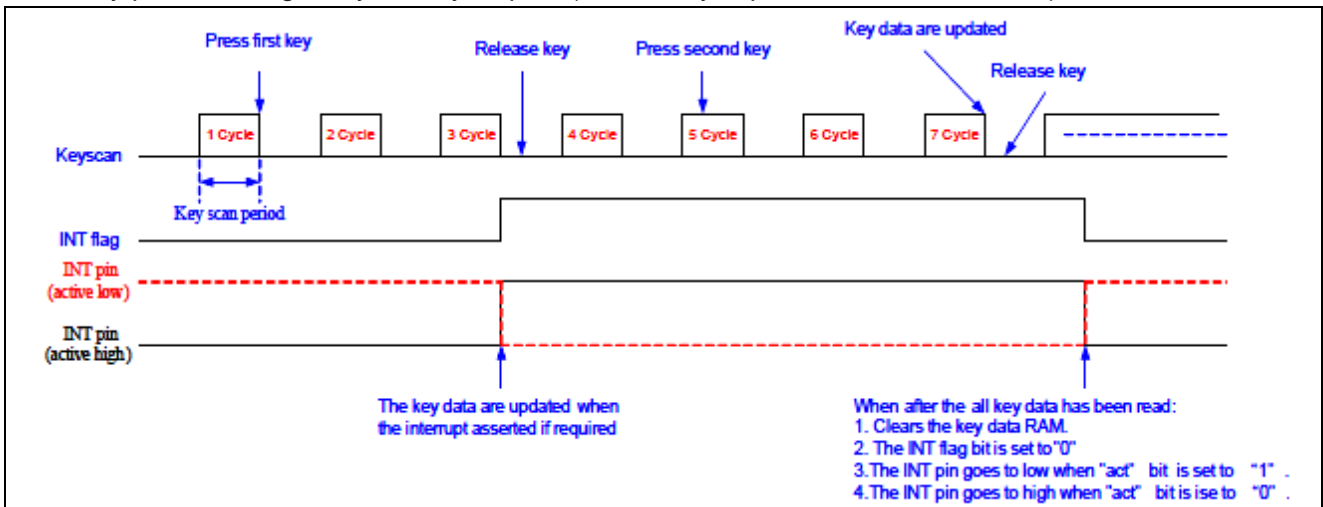 Press first key
Release key
Press second key
Key data are updated
Release key
1 Cycle
2 Cycle
3 Cycle
4 Cycle
5 Cycle
6 Cycle
7 Cycle
Keyscan
Key scan period
INT flag
INT pin
(active low)
INT pin
(active high)
The key data are updated when
the interrupt asserted if required
When after the all key data has been read:
1. Clears the key data RAM.
2. The INT flag bit is set to"0"
3.The INT pin goes to low when "act" bit is set to "1" .
4.The INT pin goes to high when "act" bit is ise to "0" .